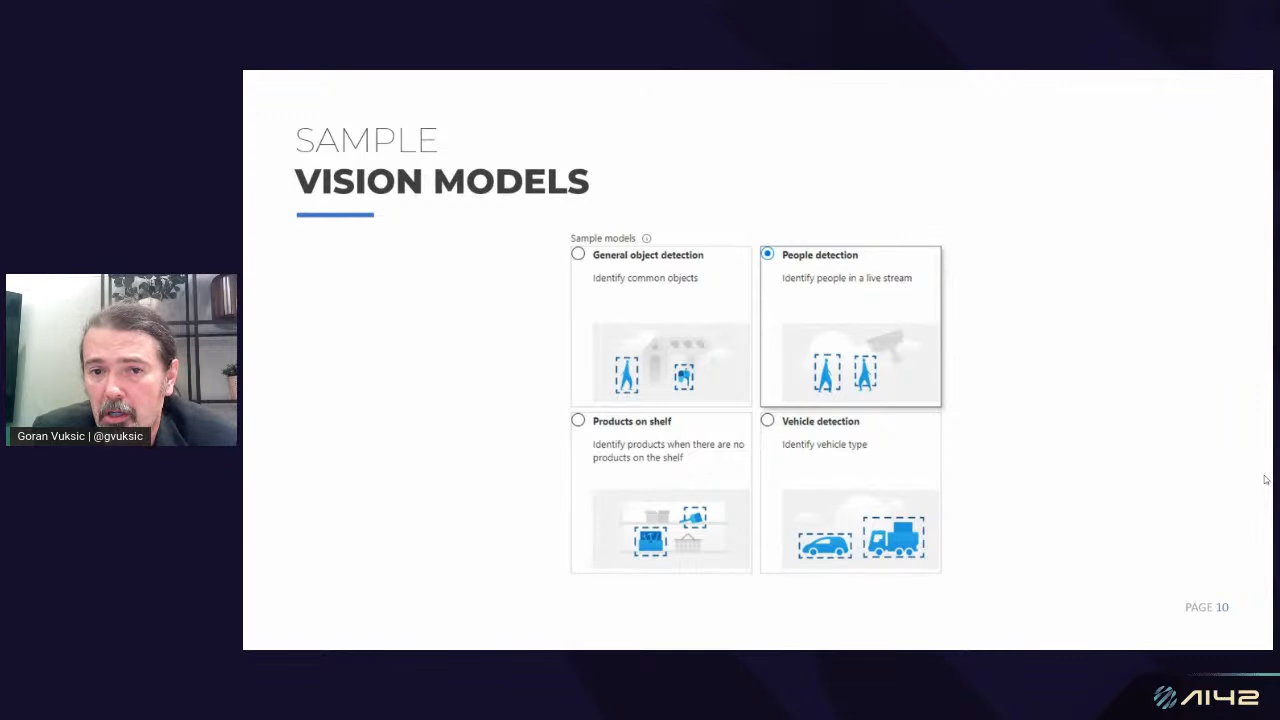 SAMPLE
VISION MODELS
Sample models
General object detection
Identify common objects
People detection
Identify people in a live stream
Products on shelf
Identify products when there are no
products on the shelf
Vehicle detection
Identify vehicle type
Goran Vuksic | @gvuksic
PAGE 10
AI42